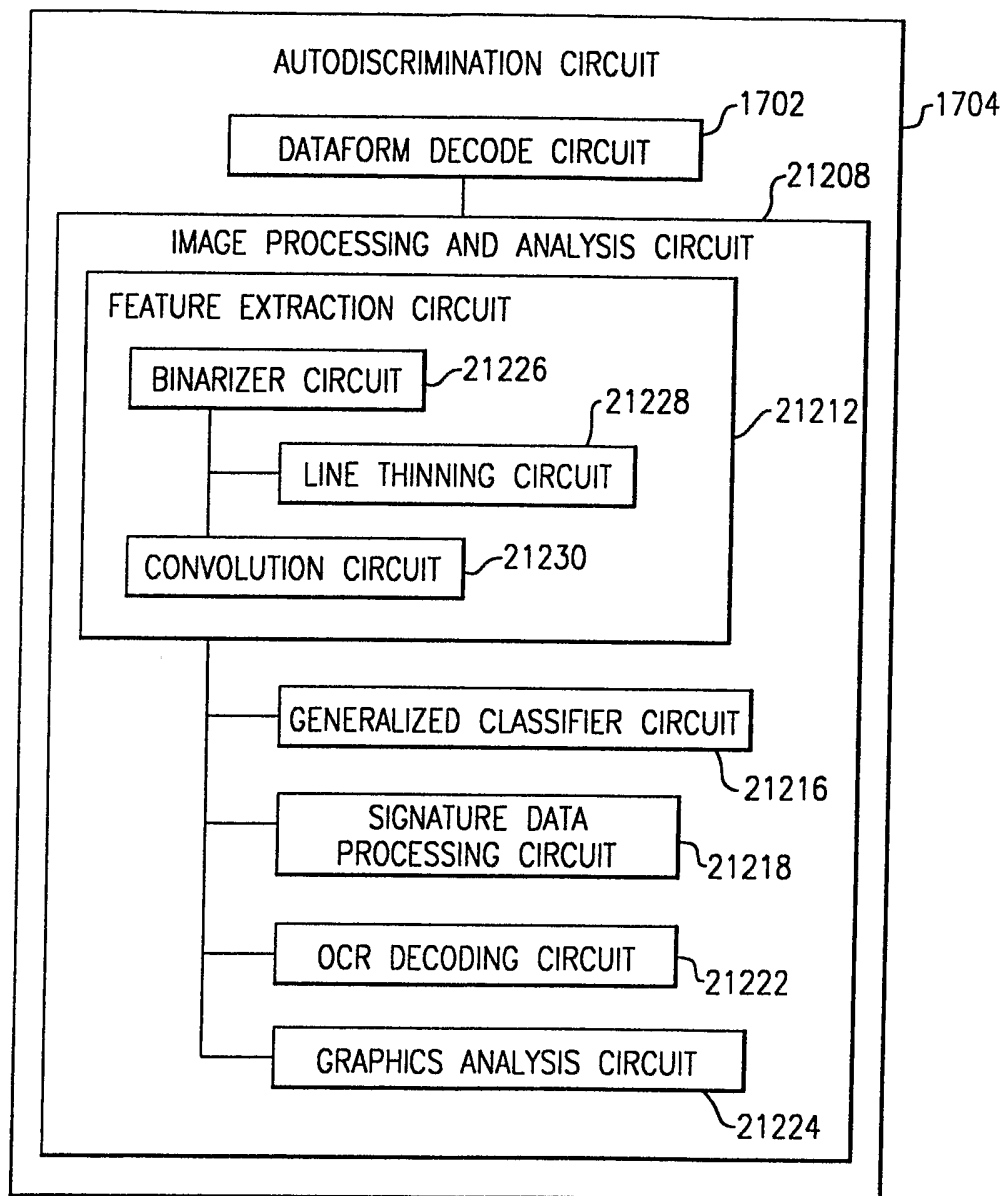 AUTODISCRIMINATION CIRCUIT
1702
1704
DATAFORM DECODE CIRCUIT
21208
IMAGE PROCESSING AND ANALYSIS CIRCUIT
FEATURE EXTRACTION CIRCUIT
BINARIZER CIRCUIT
21226
21228
21212
LINE THINNING CIRCUIT
CONVOLUTION CIRCUIT
21230
GENERALIZED CLASSIFIER CIRCUIT
21216
SIGNATURE DATA
PROCESSING CIRCUIT
21218
OCR DECODING CIRCUIT
21222
GRAPHICS ANALYSIS CIRCUIT
21224